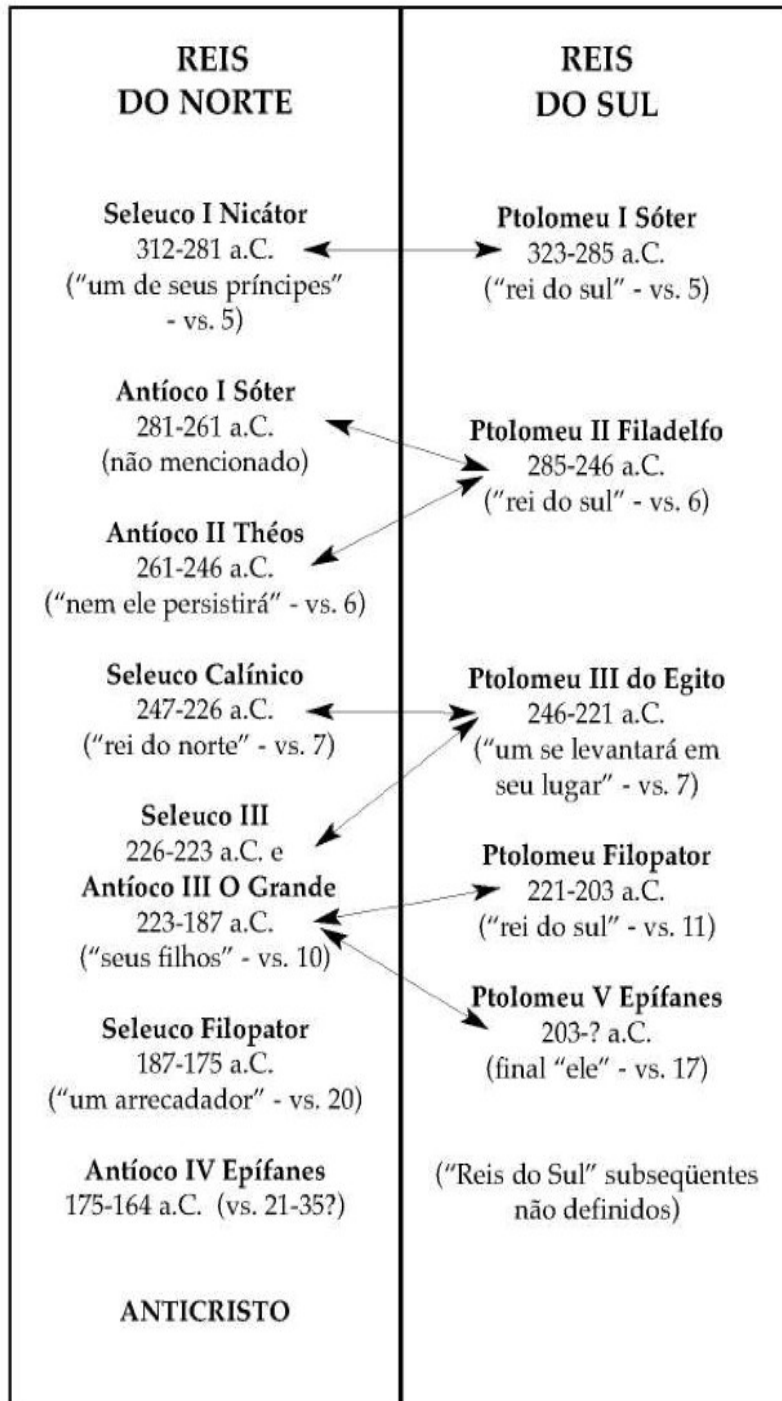 REIS
DO NORTE
Seleuco I Nicátor
312-281 a.C.
(“um de seus príncipes”
- vs. 5)
Antíoco I Sóter
281-261 a.C.
(não mencionado)
Antíoco II Théos
261-246 a.C.
(“nem ele persistirá” - vs. 6)
Seleuco Calínico
247-226 a.C.
(“rei do norte” - vs. 7)
Seleuco III
226-223 a.C. e
Antíoco III O Grande
223-187 a.C.
(“seus filhos” - vs. 10)
Seleuco Filopator
187-175 a.C.
(“um arrecadador” - vs. 20)
Antíoco IV Epífanes
175-164 a.C. (vs. 21-35?)
ANTICRISTO
REIS
DO SUL
Ptolomeu I Sóter
323-285 a.C.
(“rei do sul” - vs. 5)
Ptolomeu II Filadelfo
285-246 a.C.
(“rei do sul” - vs. 6)
Ptolomeu III do Egito
246-221 a.C.
(“um se levantará em
seu lugar” - vs. 7)
Ptolomeu Filopator
221-203 a.C.
(“rei do sul” - vs. 11)
Ptolomeu V Epífanes
203-? a.C.
(final “ele” - vs. 17)
(“Reis do Sul” subseqüentes
não definidos)